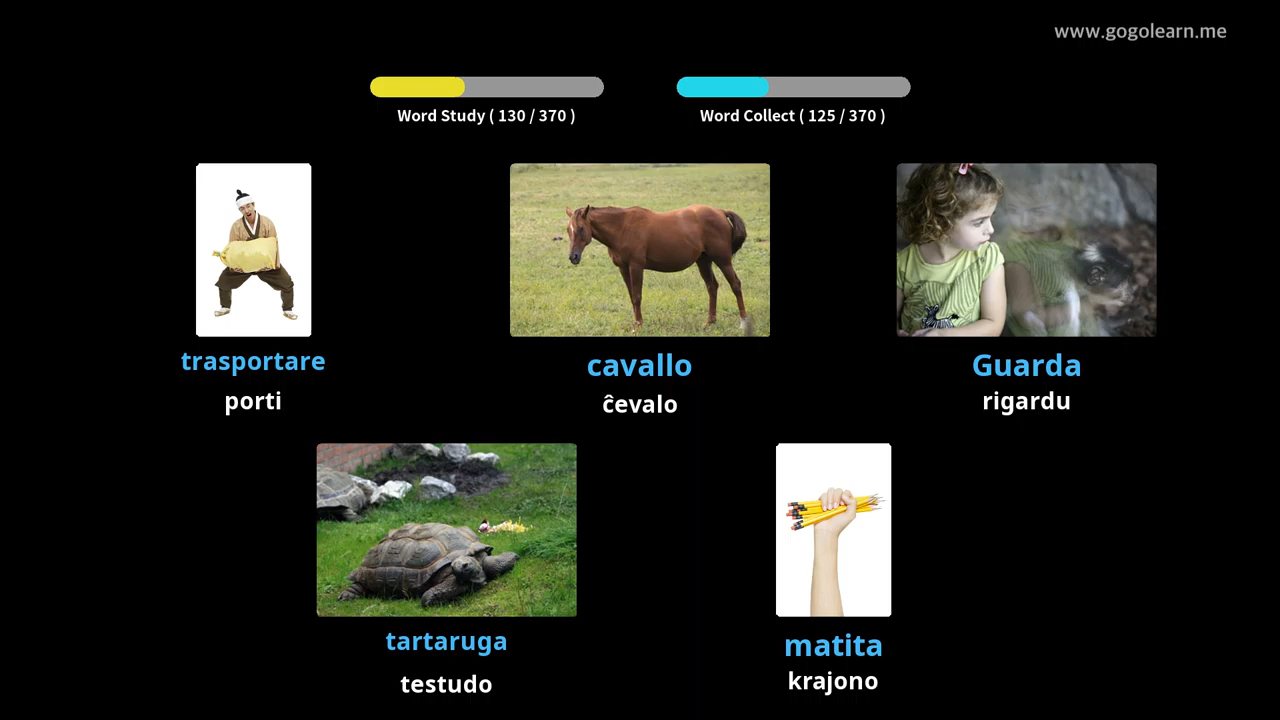 www.gogolearn.me
Word Study ( 130 / 370 )
Word Collect ( 125 / 370 )
trasportare
porti
cavallo
ĉevalo
Guarda
rigardu
tartaruga
testudo
matita
krajono